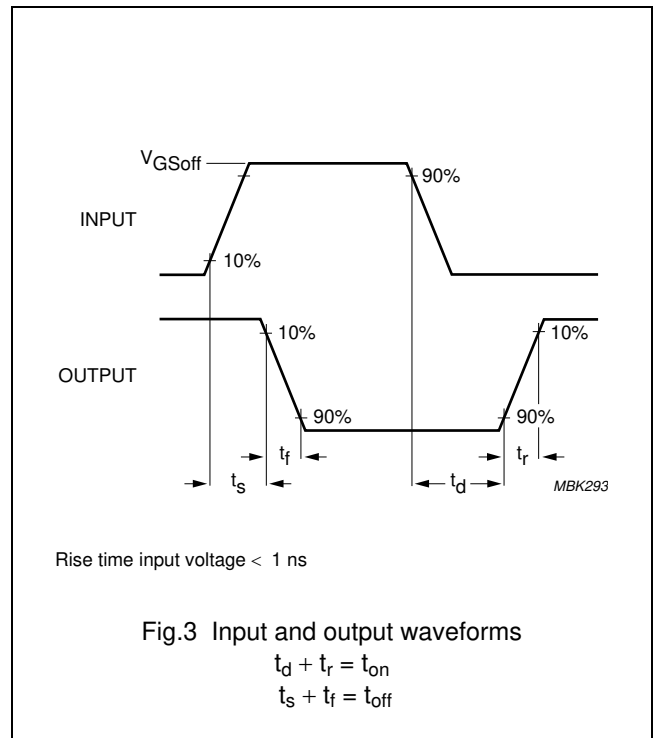 VGSoff
90%
INPUT
10%
10%
10%
OUTPUT
90%
90%
tf
tr
ts
td
MBK293
Rise time input voltage < 1 ns
Fig.3 Input and output waveforms
td + tr = ton
ts + tf = toff